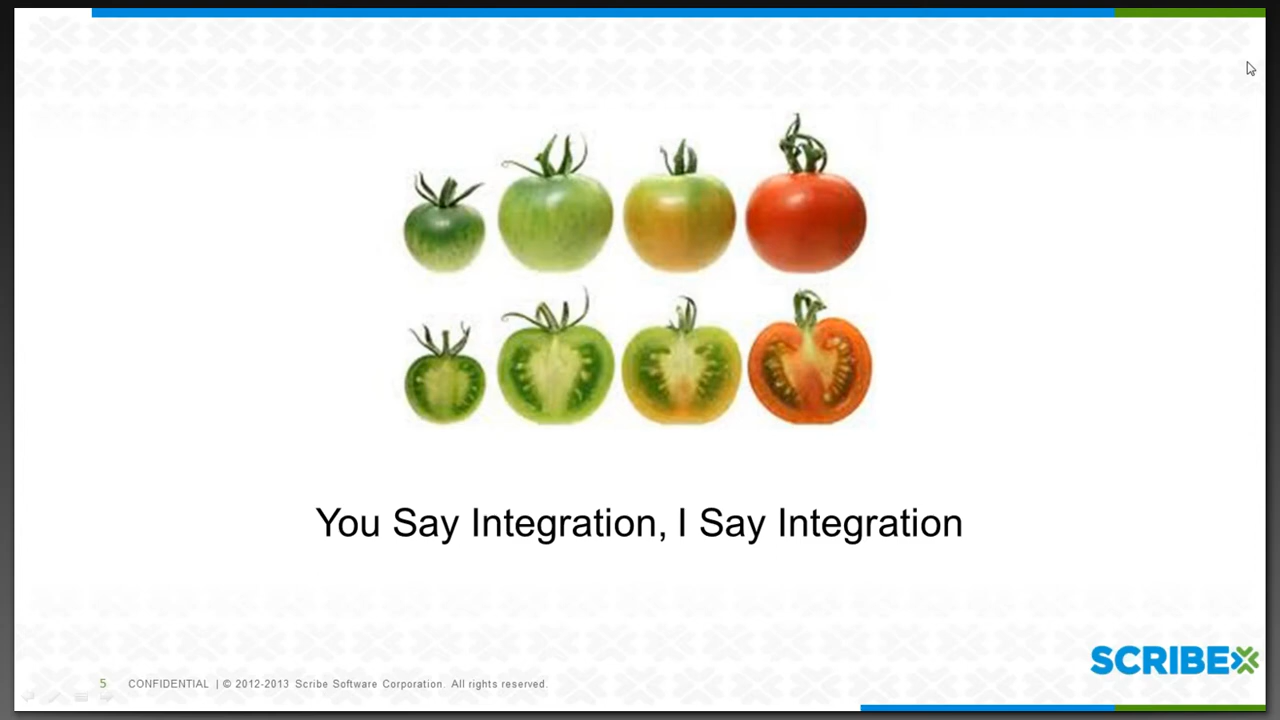 You Say Integration, I Say Integration
SCRIBE
5 CONFIDENTIAL | © 2012-2013 Scribe Software Corporation. All rights reserved.